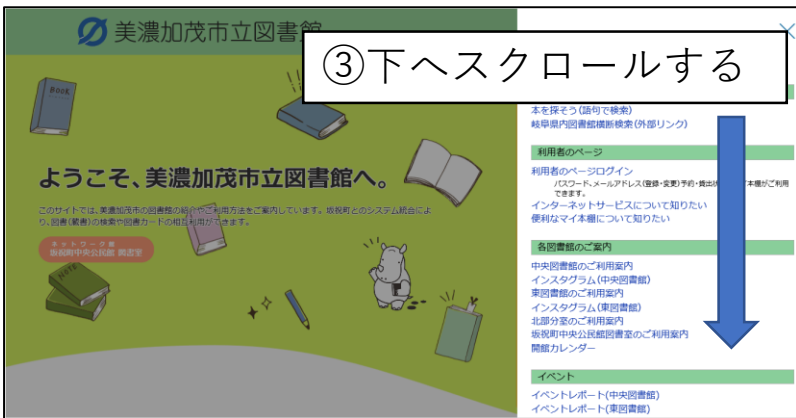 美濃加茂市立図書館
③下へスクロールする
BOOK
ようこそ、美濃加茂市立図書館へ。
このサイトでは、美濃加茂市の図書館の紹介やご利用方法をご案内しています。坂祝町とのシステム統合によ
り、図書(蔵書)の検索や図書カードの相互利用ができます。
ネットワーク館
坂祝町中央公民館 図書室
NOTE
本を探そう(語句で検索)
岐阜県内図書館横断検索(外部リンク)
利用者のページ
利用者のページログイン
パスワード、メールアドレス(登録・変更)予約・貸出状 本棚がご利用
できます。
インターネットサービスについて知りたい
便利なマイ本棚について知りたい
各図書館のご案内
中央図書館のご利用案内
インスタグラム(中央図書館)
東図書館のご利用案内
インスタグラム(東図書館)
北部分室のご利用案内
坂祝町中央公民館図書室のご利用案内
開館カレンダー
イベント
イベントレポート(中央図書館)
イベントレポート(東図書館)